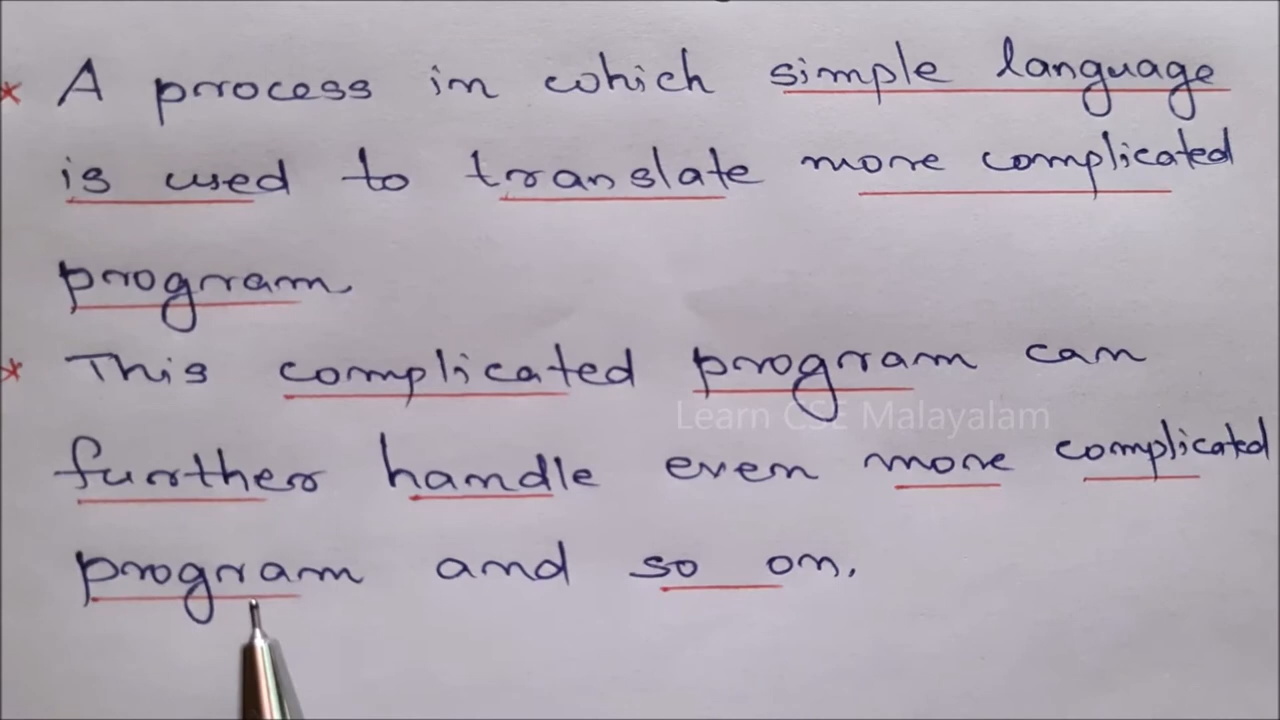 * A process in which simple language
is used to translate more complicated
program.
* This complicated program can
Learn CSE Malayalam
further handle even more complicated
program and so on.